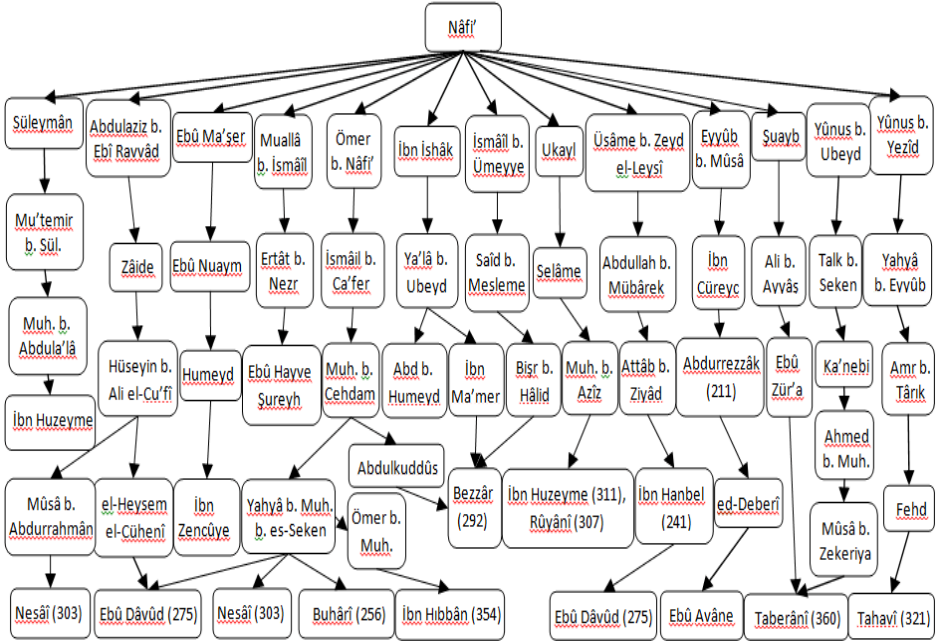 Nâfi’
Süleymân
Abdulaziz b.
Ebî Ravvâd
Ebû Ma’şer
Muallâ
b. İsmâîl
Ömer
b. Nâfi’
İbn İshâk
İsmâîl b.
Ümeyye
Ukayl
Üsâme b. Zeyd
el-Leysî
Eyyûb
b. Mûsâ
Şuayb
Yûnus b.
Ubeyd
Yûnus b.
Yezîd
Mu’temir
b. Sül.
Zâide
Ebû Nuaym
Ertât b.
Nezr
İsmâil b.
Ca’fer
Ya’lâ b.
Ubeyd
Saîd b.
Mesleme
Selâme
Abdullah b.
Mübârek
İbn
Cüreyc
Ali b.
Ayyâş
Talk b.
Seken
Yahyâ
b. Eyyûb
Muh. b.
Abdula’lâ
Hüseyin b.
Ali el-Cu’fî
Humeyd
Ebû Hayve
Şureyh
Muh. b.
Cehdam
Abd b.
Humeyd
İbn
Ma’mer
Bişr b.
Hâlid
Muh. b.
Azîz
Attâb b.
Ziyâd
Abdurrezzâk
(211)
Ebû
Zür’a
Ka’nebi
Amr b.
Târık
İbn Huzeyme
Ahmed
b. Muh.
Abdulkuddûs
Mûsâ b.
Abdurrahmân
el-Heysem
el-Cühenî
İbn
Zencûye
Yahyâ b. Muh.
b. es-Seken
Ömer b.
Muh.
Bezzâr
(292)
İbn Huzeyme (311),
Rûyânî (307)
İbn Hanbel
(241)
ed-Deberî
Mûsâ b.
Zekeriya
Fehd
Nesâî (303)
Ebû Dâvûd (275)
Nesâî (303)
Buhârî (256)
İbn Hıbbân (354)
Ebû Dâvûd (275)
Ebû Avâne
Taberânî (360)
Tahavî (321)